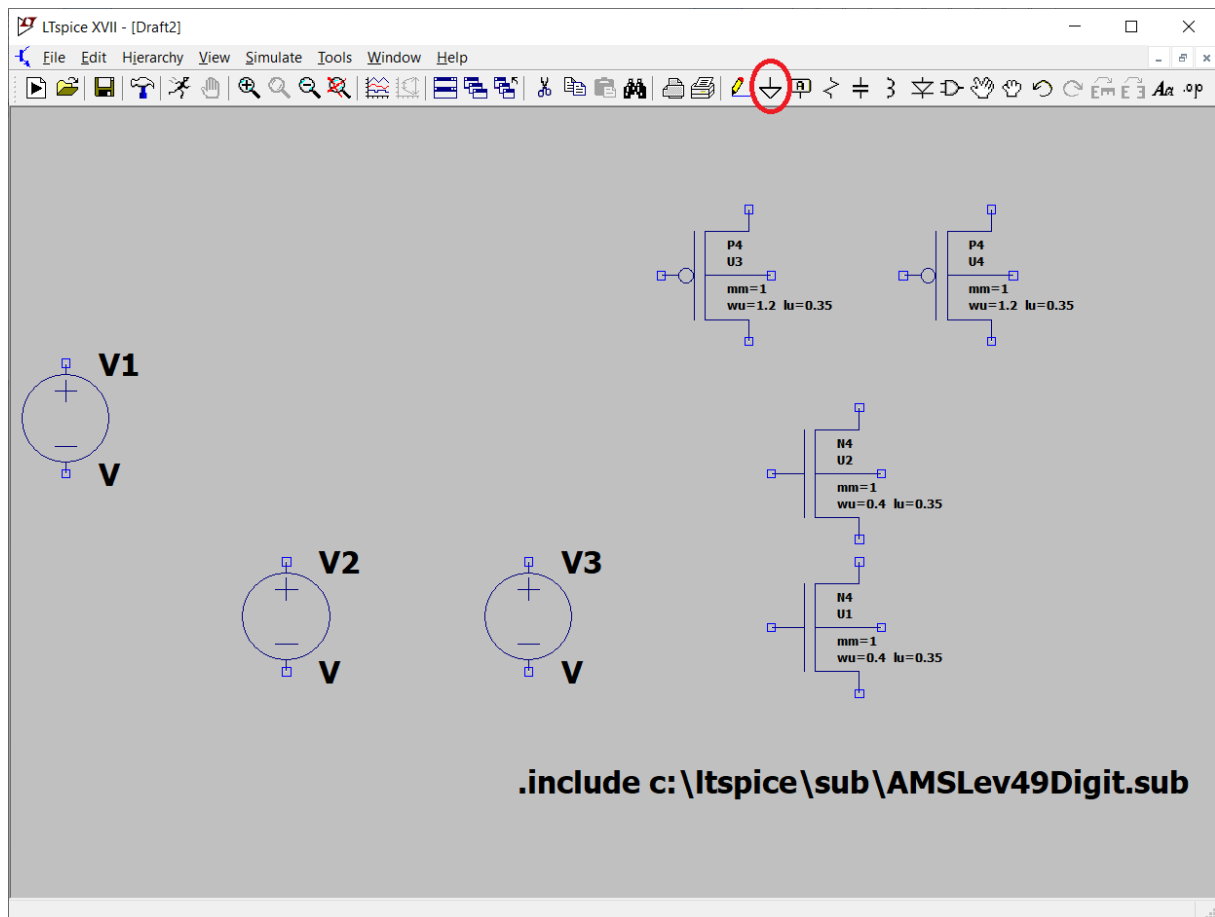 LTspice XVII - [Draft2]
File Edit Hierarchy View Simulate Tools Window Help
A Aa .op
P4
U3
mm=1
wu=1.2 lu=0.35
P4
U4
mm=1
wu=1.2 lu=0.35
V1
V
N4
U2
mm=1
wu=0.4 lu=0.35
V2
V
V3
V
N4
U1
mm=1
wu=0.4 lu=0.35
.include c:\ltspice\sub\AMSLev49Digit.sub